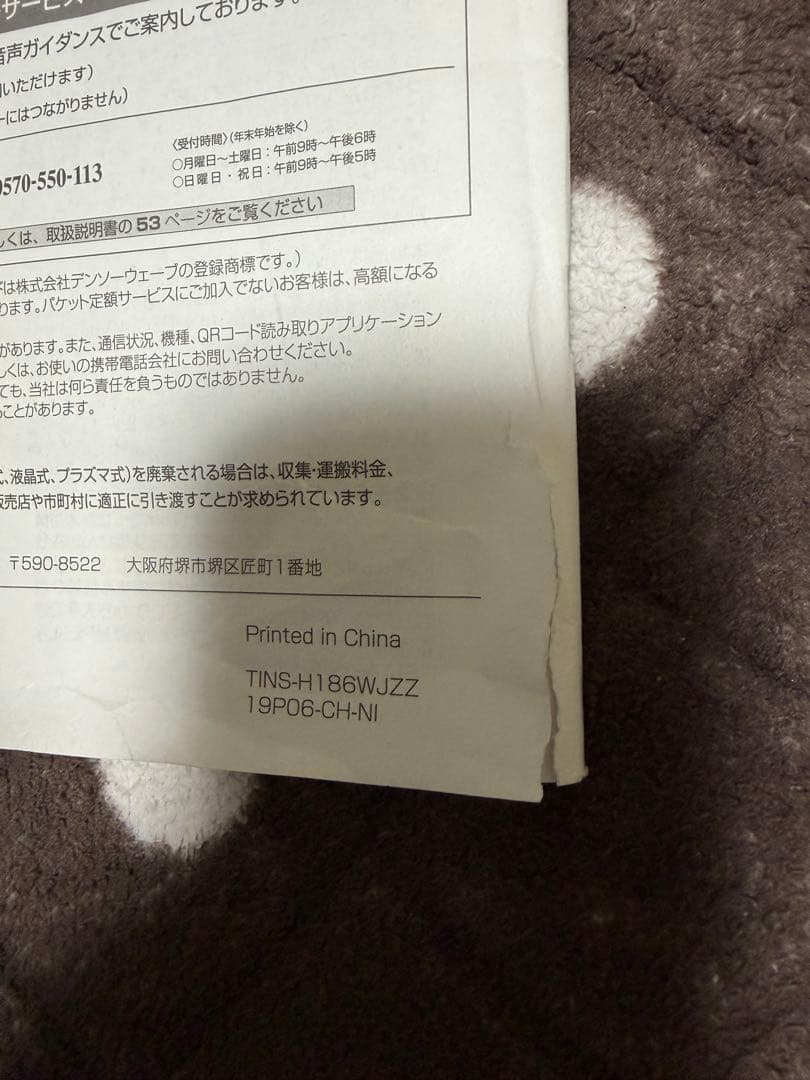 サービス
音声ガイダンスでご案内しております。
いただけます）
ーにはつながりません）
0570-550-113
〈受付時間〉（年末年始を除く）
○月曜日～土曜日：午前9時～午後6時
○日曜日・祝日：午前9時～午後5時
しくは、取扱説明書の 53 ページをご覧ください
は株式会社デンソーウェーブの登録商標です。）
ります。パケット定額サービスにご加入でないお客様は、高額になる
があります。また、通信状況、機種、QRコード読み取りアプリケーション
しくは、お使いの携帯電話会社にお問い合わせください。
ても、当社は何ら責任を負うものではありません。
ことがあります。
式、液晶式、プラズマ式）を廃棄される場合は、収集・運搬料金、
販売店や市町村に適正に引き渡すことが求められています。
〒590-8522 大阪府堺市堺区匠町1番地
Printed in China
TINS-H186WJZZ
19P06-CH-NI